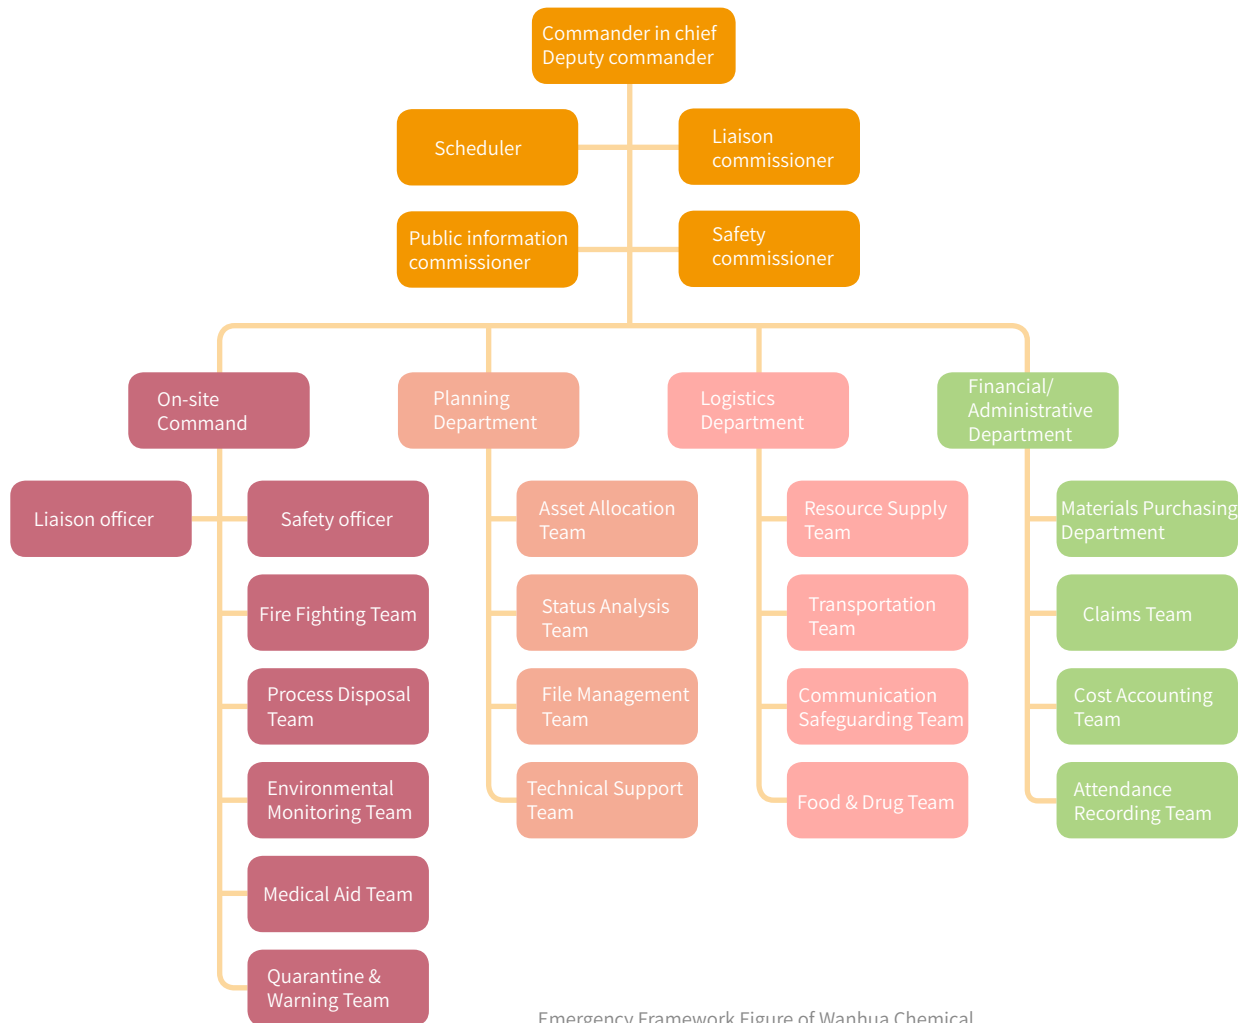 Commander in chief
Deputy commander
Scheduler
Liaison
commissioner
Public information
commissioner
Safety
commissioner
On-site
Command
Planning
Department
Logistics
Department
Financial/
Administrative
Department
Liaison officer
Safety officer
Asset Allocation
Team
Resource Supply
Team
Materials Purchasing
Department
Fire Fighting Team
Status Analysis
Team
Transportation
Team
Claims Team
Process Disposal
Team
File Management
Team
Communication
Safeguarding Team
Cost Accounting
Team
Environmental
Monitoring Team
Technical Support
Team
Food & Drug Team
Attendance
Recording Team
Medical Aid Team
Quarantine &
Warning Team
Emergency Framework Figure of Wanhua Chemical